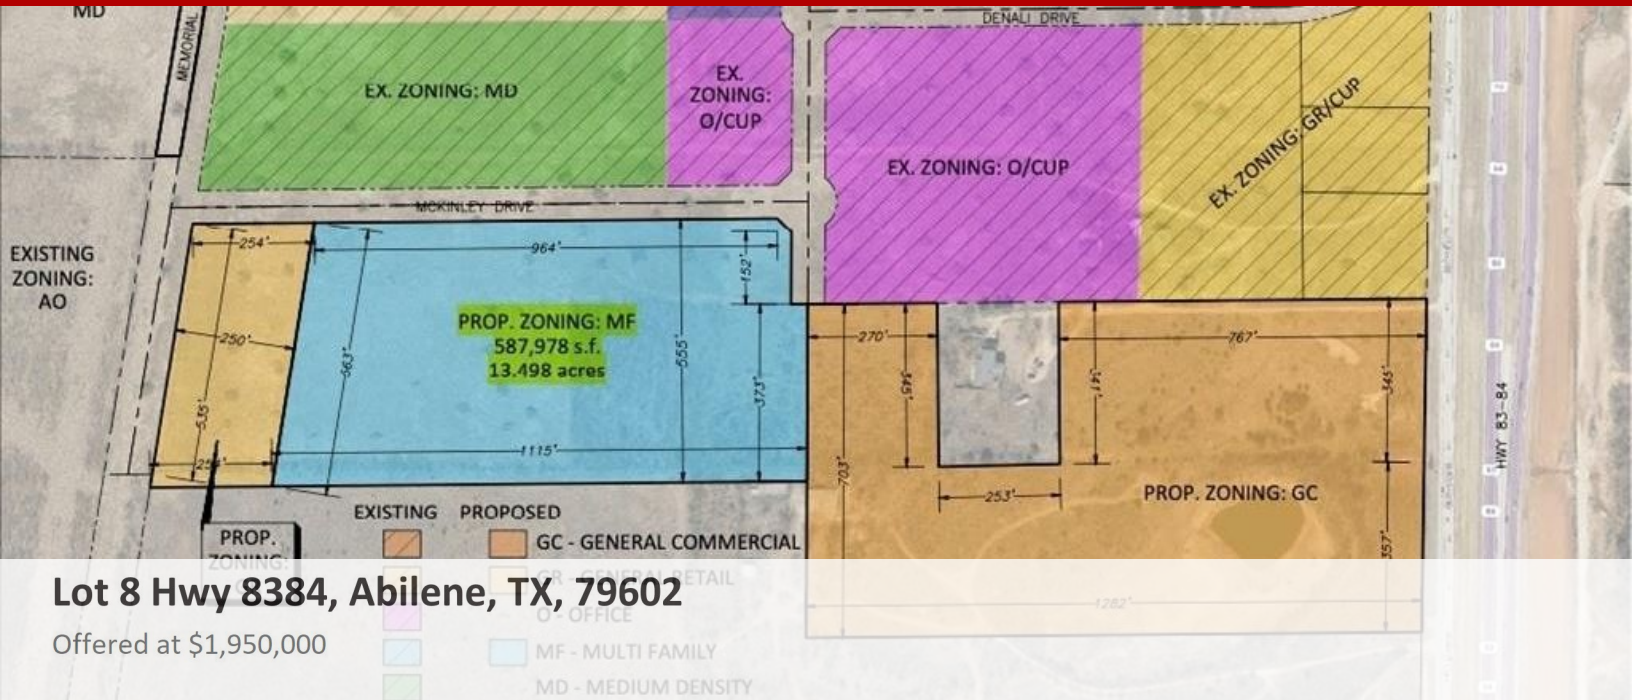 MD
MEMORIAL
DENALI DRIVE
EX. ZONING: MD
EX.
ZONING:
O/CUP
EX. ZONING: O/CUP
EX. ZONING: GR/CUP
MCKINLEY DRIVE
EXISTING
ZONING:
AO
254'
964'
152'
250'
563'
555'
373'
535'
PROP. ZONING: MF
587,978 s.f.
13.498 acres
1115'
270'
345'
703'
341'
767'
345'
253'
357'
PROP. ZONING: GC
HWY 83-84
EXISTING PROPOSED
GC - GENERAL COMMERCIAL
PROP.
ZONING:
GR - GENERAL RETAIL
Lot 8 Hwy 8384, Abilene, TX, 79602
O - OFFICE
1282'
Offered at $1,950,000
MF - MULTI FAMILY
MD - MEDIUM DENSITY